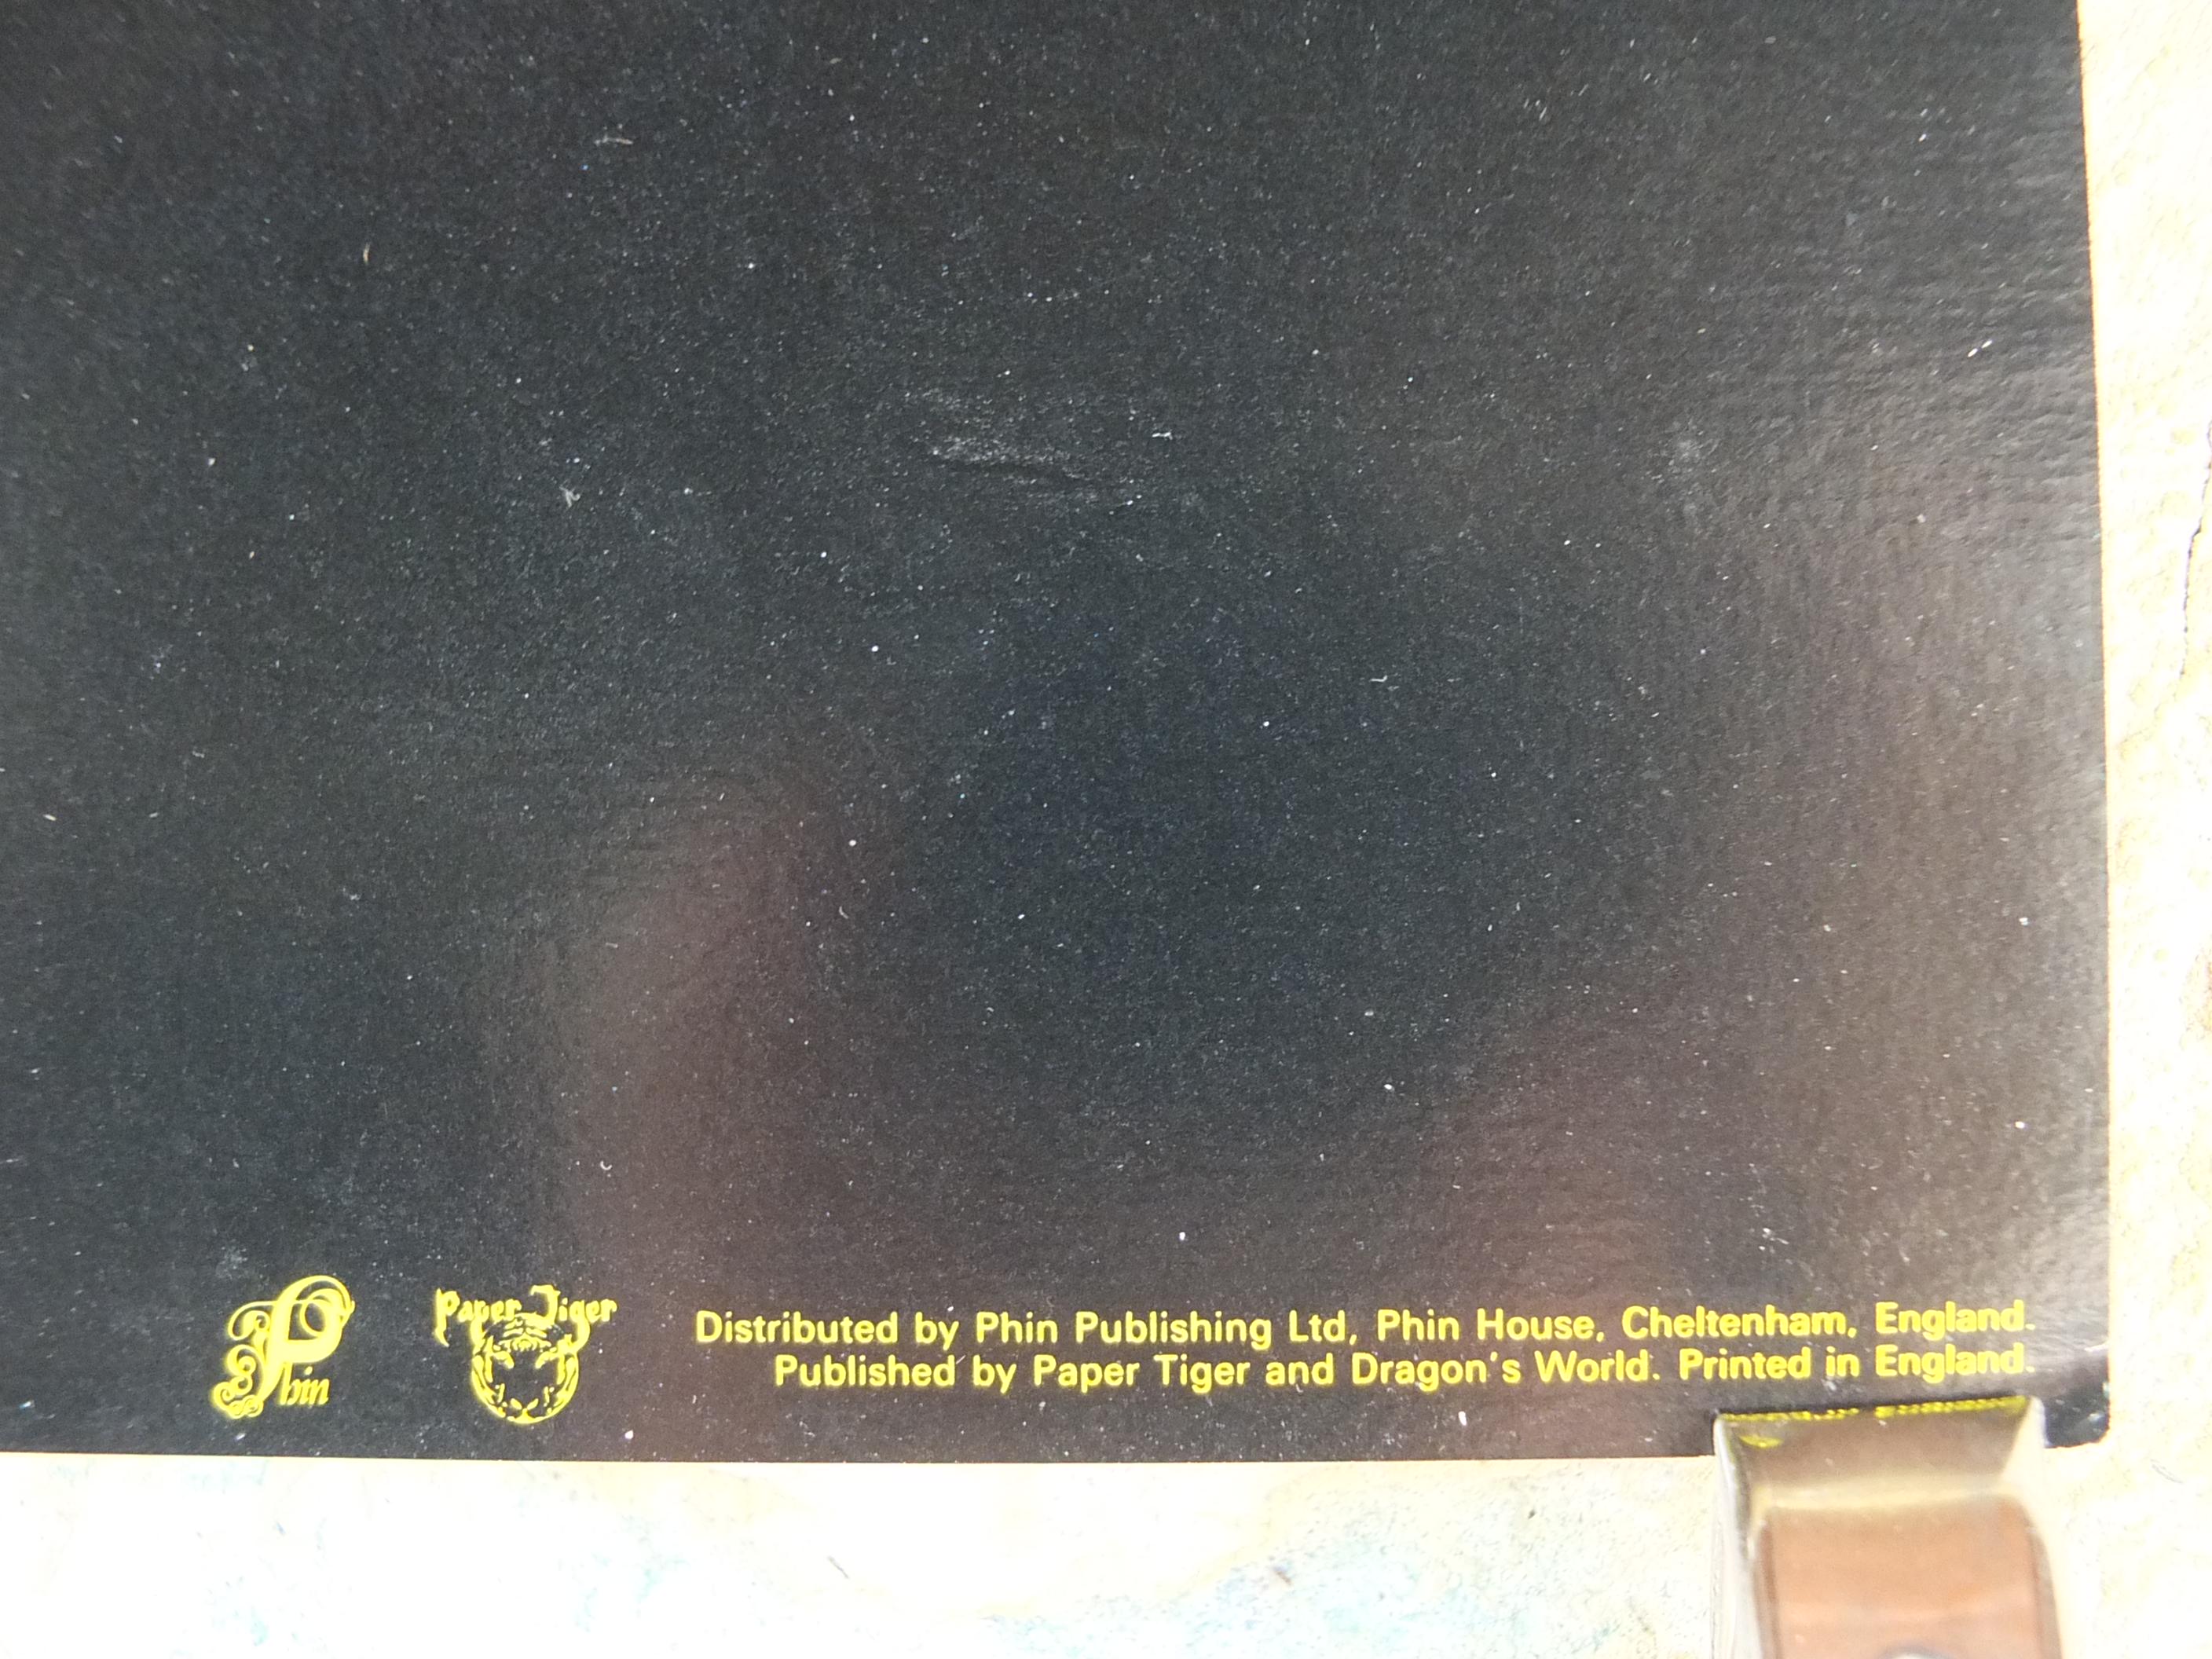 Phin
Paper Tiger
Distributed by Phin Publishing Ltd, Phin House, Cheltenham, England.
Published by Paper Tiger and Dragon's World. Printed in England.